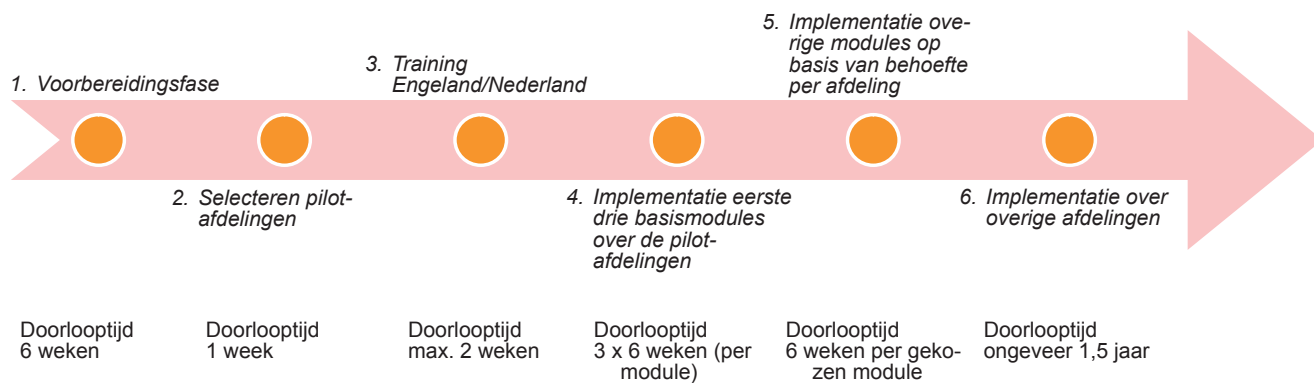 1. Voorbereidingsfase
2. Selecteren pilot-
afdelingen
3. Training
Engeland/Nederland
4. Implementatie eerste
drie basismodules
over de pilot-
afdelingen
5. Implementatie ove-
rige modules op
basis van behoefte
per afdeling
6. Implementatie over
overige afdelingen
Doorlooptijd
6 weken
Doorlooptijd
1 week
Doorlooptijd
max. 2 weken
Doorlooptijd
3 x 6 weken (per
module)
Doorlooptijd
6 weken per geko-
zen module
Doorlooptijd
ongeveer 1,5 jaar